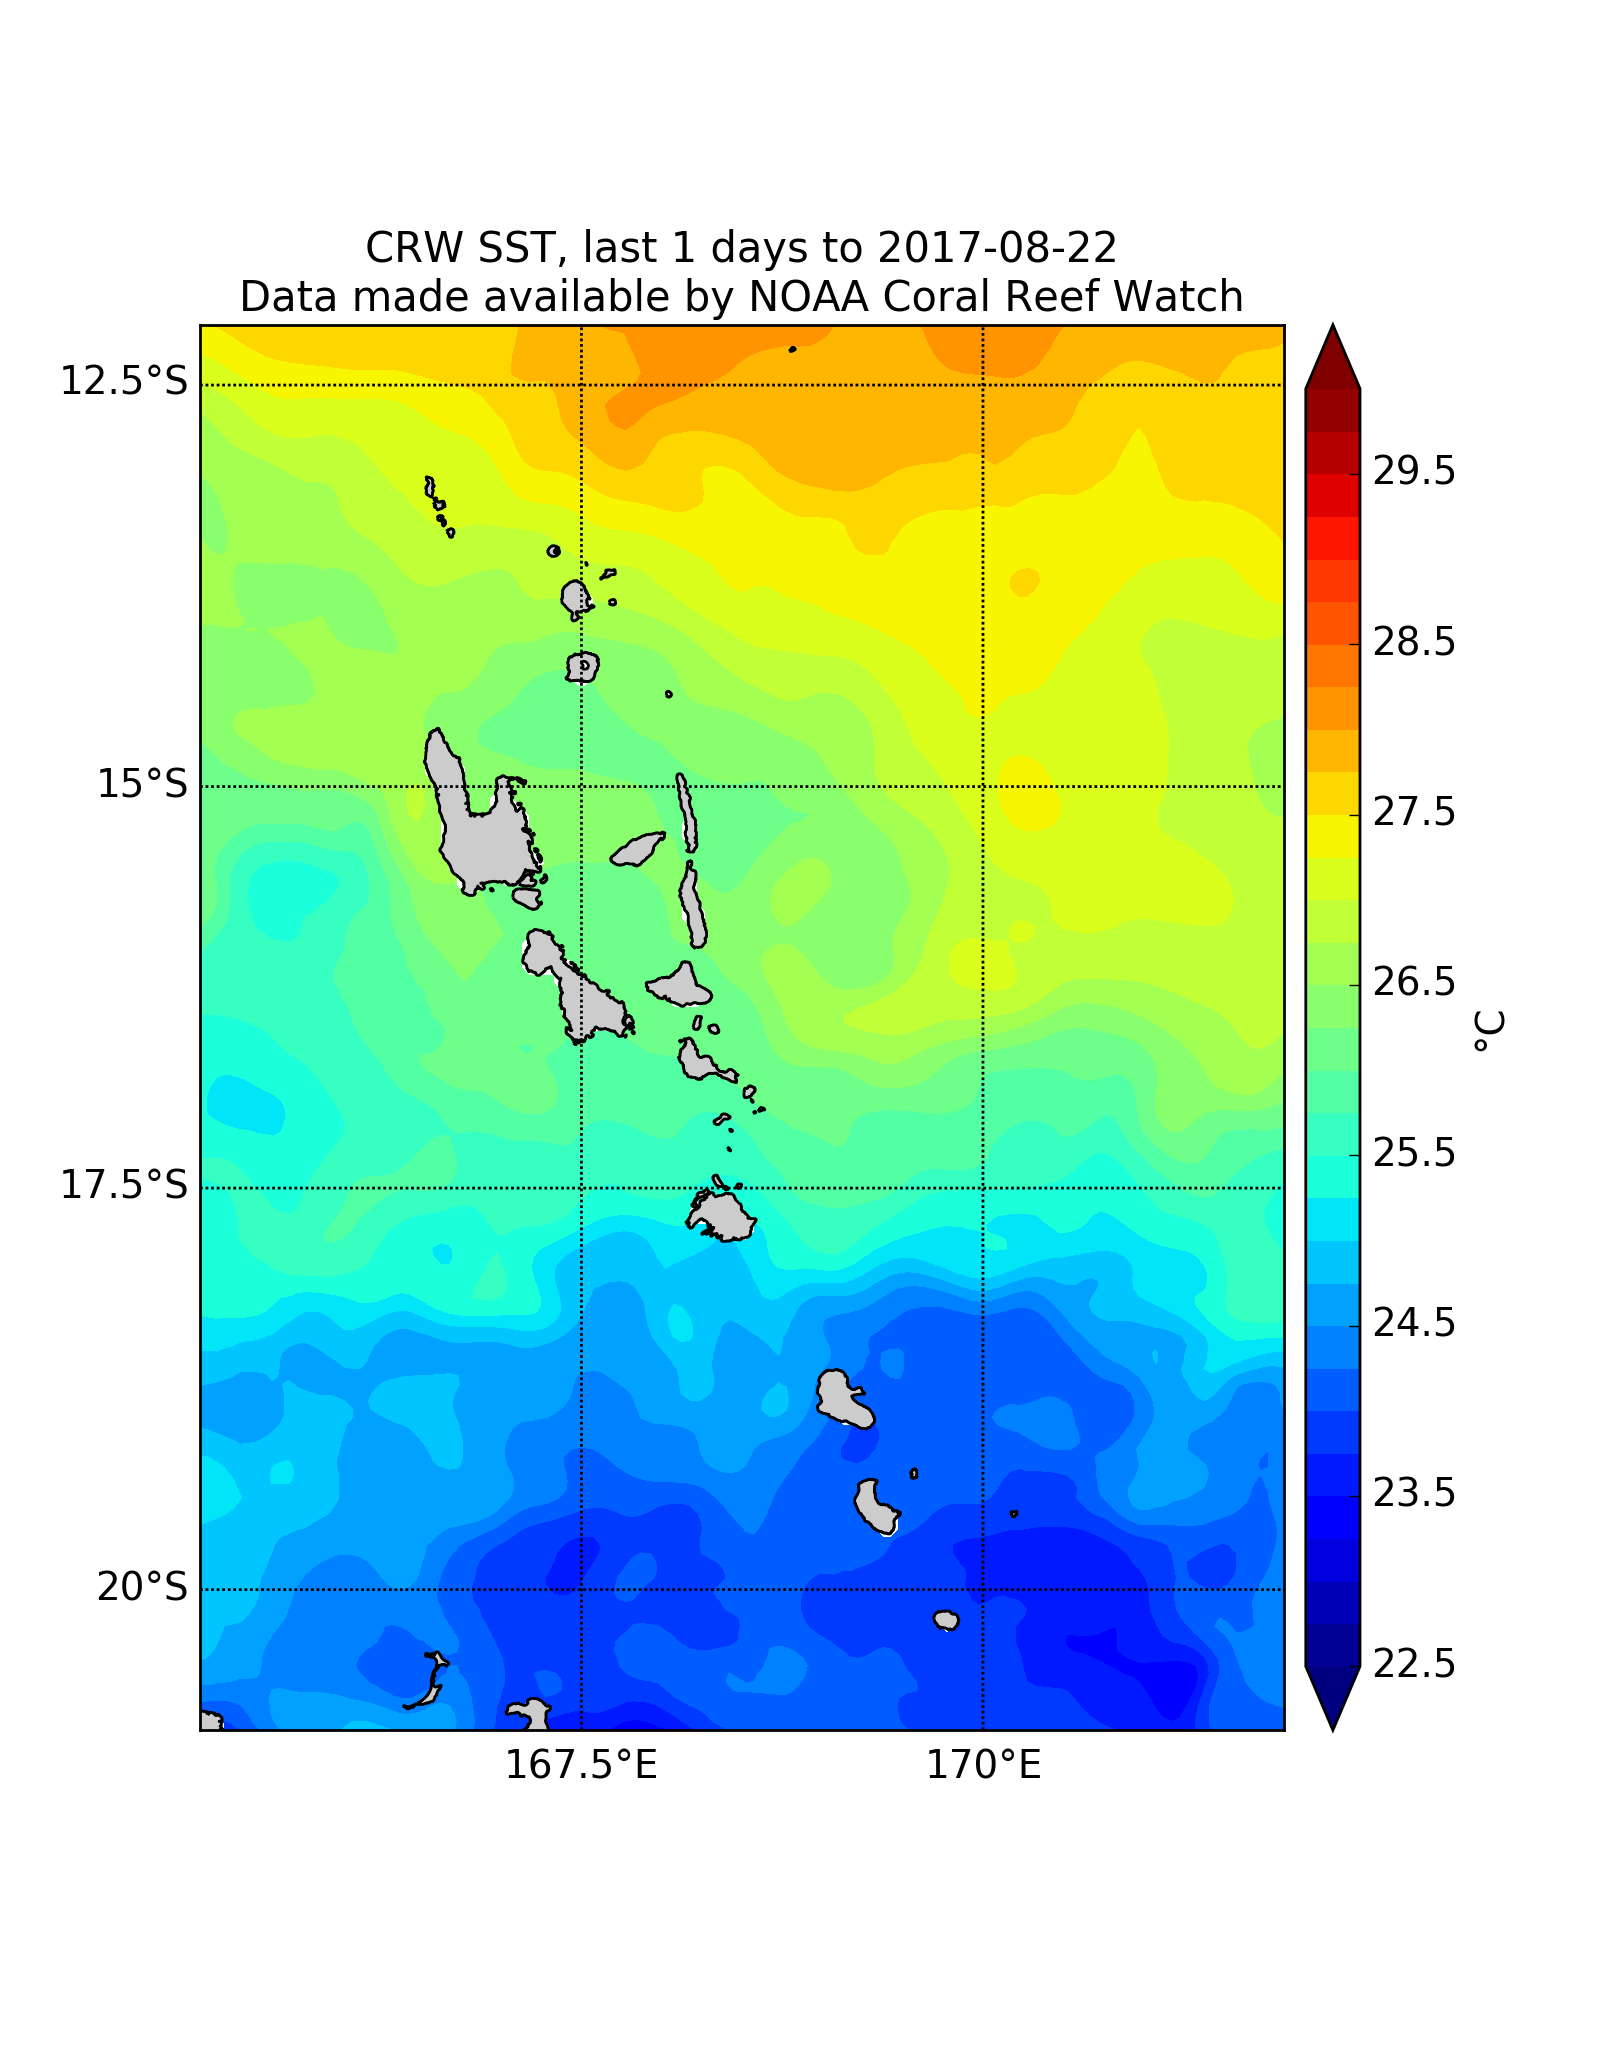 CRW SST, last 1 days to 2017-08-22
Data made available by NOAA Coral Reef Watch
12.5°S
15°S
17.5°S
20°S
167.5°E
170°E
29.5
28.5
27.5
26.5
25.5
24.5
23.5
22.5
°C